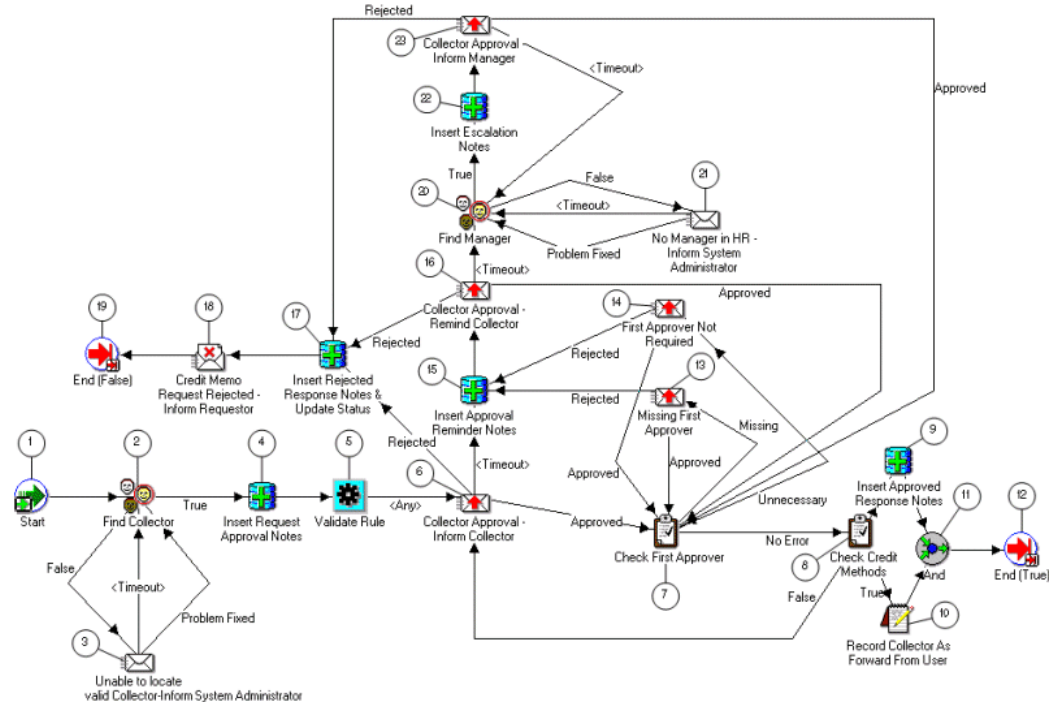 Rejected
23
Collector Approval
Inform Manager
<Timeout>
Approved
22
Insert Escalation
Notes
True
False
21
20
<Timeout>
Find Manager
Problem Fixed
No Manager in HR -
Inform System
Administrator
16
<Timeout>
Collector Approval -
Remind Collector
Approved
19
18
17
14
First Approver Not
Required
Rejected
Rejected
End (False)
Credit Memo
Request Rejected -
Inform Requestor
Insert Rejected
Response Notes &
Update Status
15
13
Insert Approval
Reminder Notes
Rejected
Missing First
Approver
Missing
1
2
4
5
6
9
Rejected
<Timeout>
Approved
Approved
Unnecessary
Insert Approved
Response Notes
11
12
Start
Find Collector
True
Insert Request
Approval Notes
Validate Rule
<Any>
Collector Approval -
Inform Collector
Approved
Check First Approver
7
No Error
8
Check Credit
Methods
And
End (True)
False
<Timeout>
Problem Fixed
False
True
10
Record Collector As
Forward From User
3
Unable to locate
valid Collector-Inform System Administrator